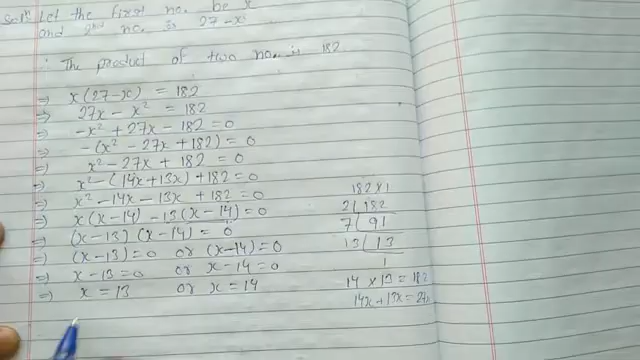 Solⁿ Let the first no. be x
and 2nd no. is 27-x
∴ The product of two no. is 182
⇒ x(27-x) = 182
⇒ 27x - x² = 182
⇒ -x² + 27x - 182 = 0
-(x² - 27x + 182) = 0
⇒ x² - 27x + 182 = 0
⇒ x² - (14x+13x) + 182 = 0
⇒ x² - 14x - 13x + 182 = 0
⇒ x(x-14) - 13(x-14) = 0
⇒ (x-13) (x-14) = 0
⇒ (x-13) = 0 or (x-14) = 0
⇒ x-13 = 0 or x-14 = 0
⇒ x = 13 or x = 14
182×1
2 | 182
7 | 91
13 | 13
1
14 × 13 = 182
14x + 13x = 27x